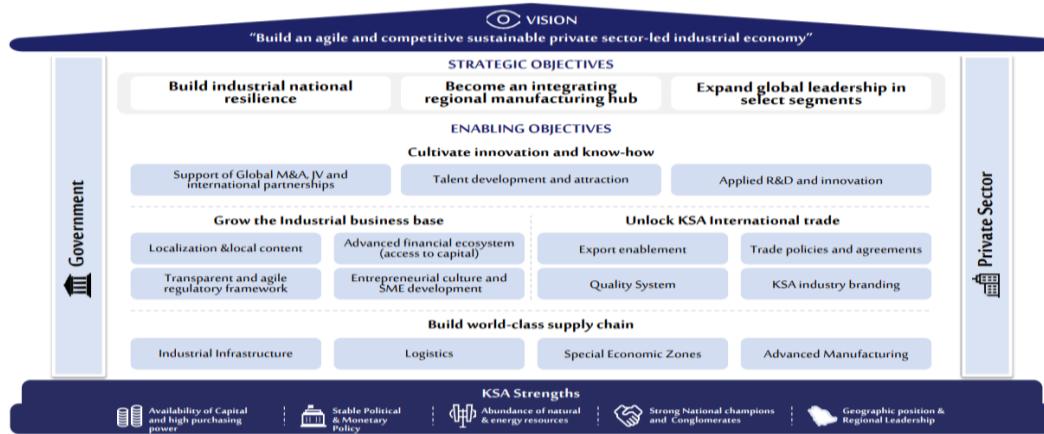 VISION
“Build an agile and competitive sustainable private sector-led industrial economy”
STRATEGIC OBJECTIVES
Build industrial national
resilience
Become an integrating
regional manufacturing hub
Expand global leadership in
select segments
ENABLING OBJECTIVES
Cultivate innovation and know-how
Support of Global M&A, JV and
international partnerships
Talent development and attraction
Applied R&D and innovation
Grow the Industrial business base
Localization &local content
Advanced financial ecosystem
(access to capital)
Transparent and agile
regulatory framework
Entrepreneurial culture and
SME development
Unlock KSA International trade
Export enablement
Trade policies and agreements
Quality System
KSA industry branding
Build world-class supply chain
Industrial Infrastructure
Logistics
Special Economic Zones
Advanced Manufacturing
Government
Private Sector
KSA Strengths
Availability of Capital
and high purchasing
power
Stable Political
& Monetary
Policy
Abundance of natural
& energy resources
Strong National champions
and Conglomerates
Geographic position &
Regional Leadership